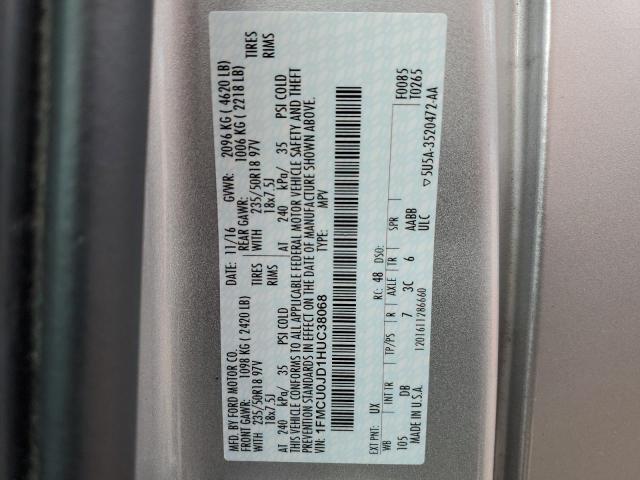 MFD. BY FORD MOTOR CO.
DATE: 11/16 GVWR: 2096 KG ( 4620 LB)
FRONT GAWR: 1098 KG ( 2420 LB) REAR GAWR: 1006 KG ( 2218 LB)
WITH 235/50R18 97V TIRES WITH 235/50R18 97V TIRES
18x7.5J RIMS 18x7.5J RIMS
AT 240 kPa/ 35 PSI COLD AT 240 kPa/ 35 PSI COLD
THIS VEHICLE CONFORMS TO ALL APPLICABLE FEDERAL MOTOR VEHICLE SAFETY AND THEFT
PREVENTION STANDARDS IN EFFECT ON THE DATE OF MANUFACTURE SHOWN ABOVE.
VIN: 1FMCU0JD1HUC38068 TYPE: MPV
EXT PNT: UX RC: 48 DSO: F0085
WB INT TR TP/PS R AXLE TR SPR T0265
105 DB 7 3C 6 AABB
ULC
MADE IN U.S.A. 1201611286660 ▽5U5A-3520472-AA